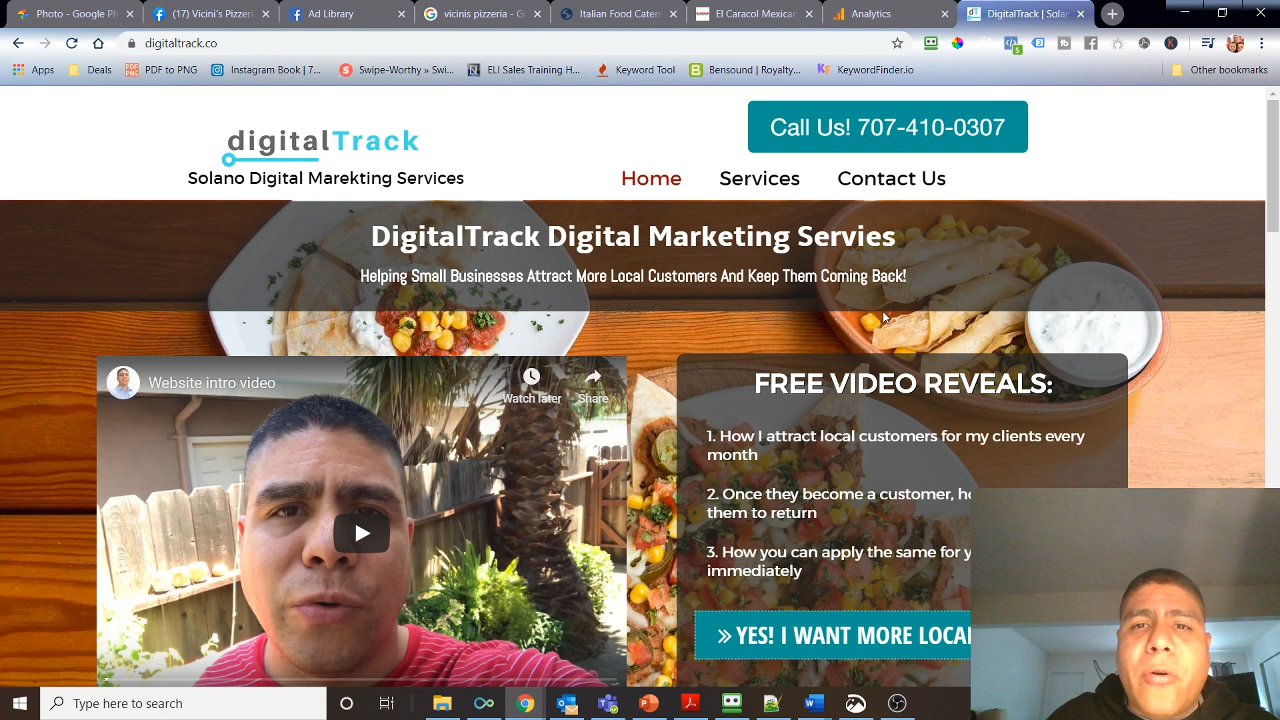 Photo - Google Ph
(17) Vicini's Pizzeri
Ad Library
vicinis pizzeria - G
Italian Food Catere
El Caracol Mexican
Analytics
DigitalTrack | Solan
digitaltrack.co
Apps
Deals
PDF to PNG
Instagram Book | 7...
Swipe-Worthy » Swi...
ELI Sales Training H...
Keyword Tool
Bensound | Royalty...
KeywordFinder.io
Other bookmarks
digitalTrack
Solano Digital Marekting Services
Call Us! 707-410-0307
Home Services Contact Us
DigitalTrack Digital Marketing Servies
Helping Small Businesses Attract More Local Customers And Keep Them Coming Back!
Website intro video
Watch later
Share
FREE VIDEO REVEALS:
1. How I attract local customers for my clients every
month
2. Once they become a customer, h
them to return
3. How you can apply the same for y
immediately
» YES! I WANT MORE LOCA
Type here to search